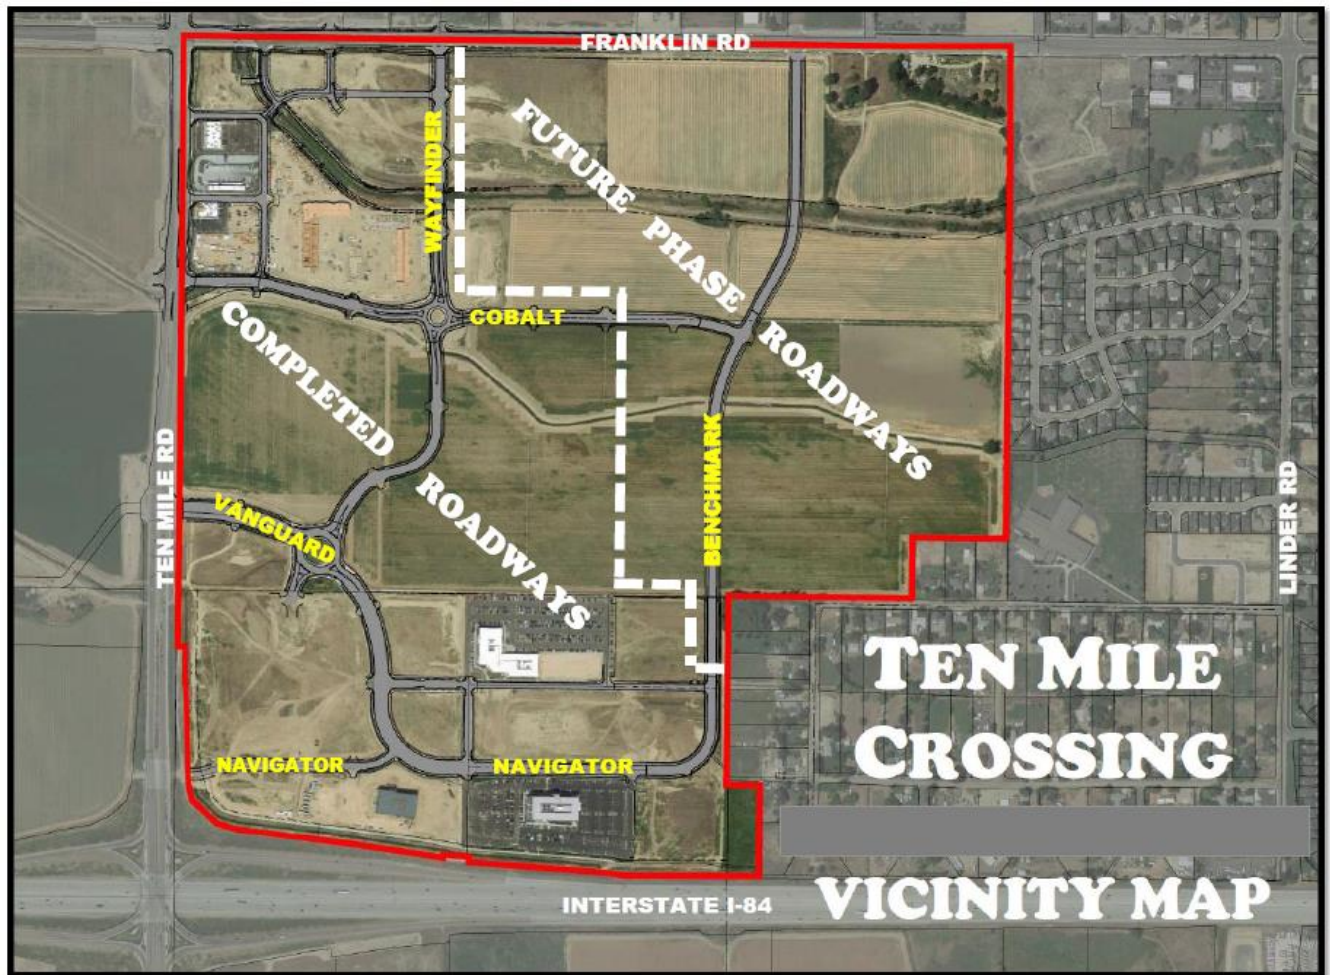 FRANKLIN RD
WAYFINDER
FUTURE PHASE ROADWAYS
COBALT
COMPLETED ROADWAYS
TEN MILE RD
VANGUARD
BENCHMARK
LINDER RD
TEN MILE
CROSSING
NAVIGATOR
NAVIGATOR
INTERSTATE I-84
VICINITY MAP